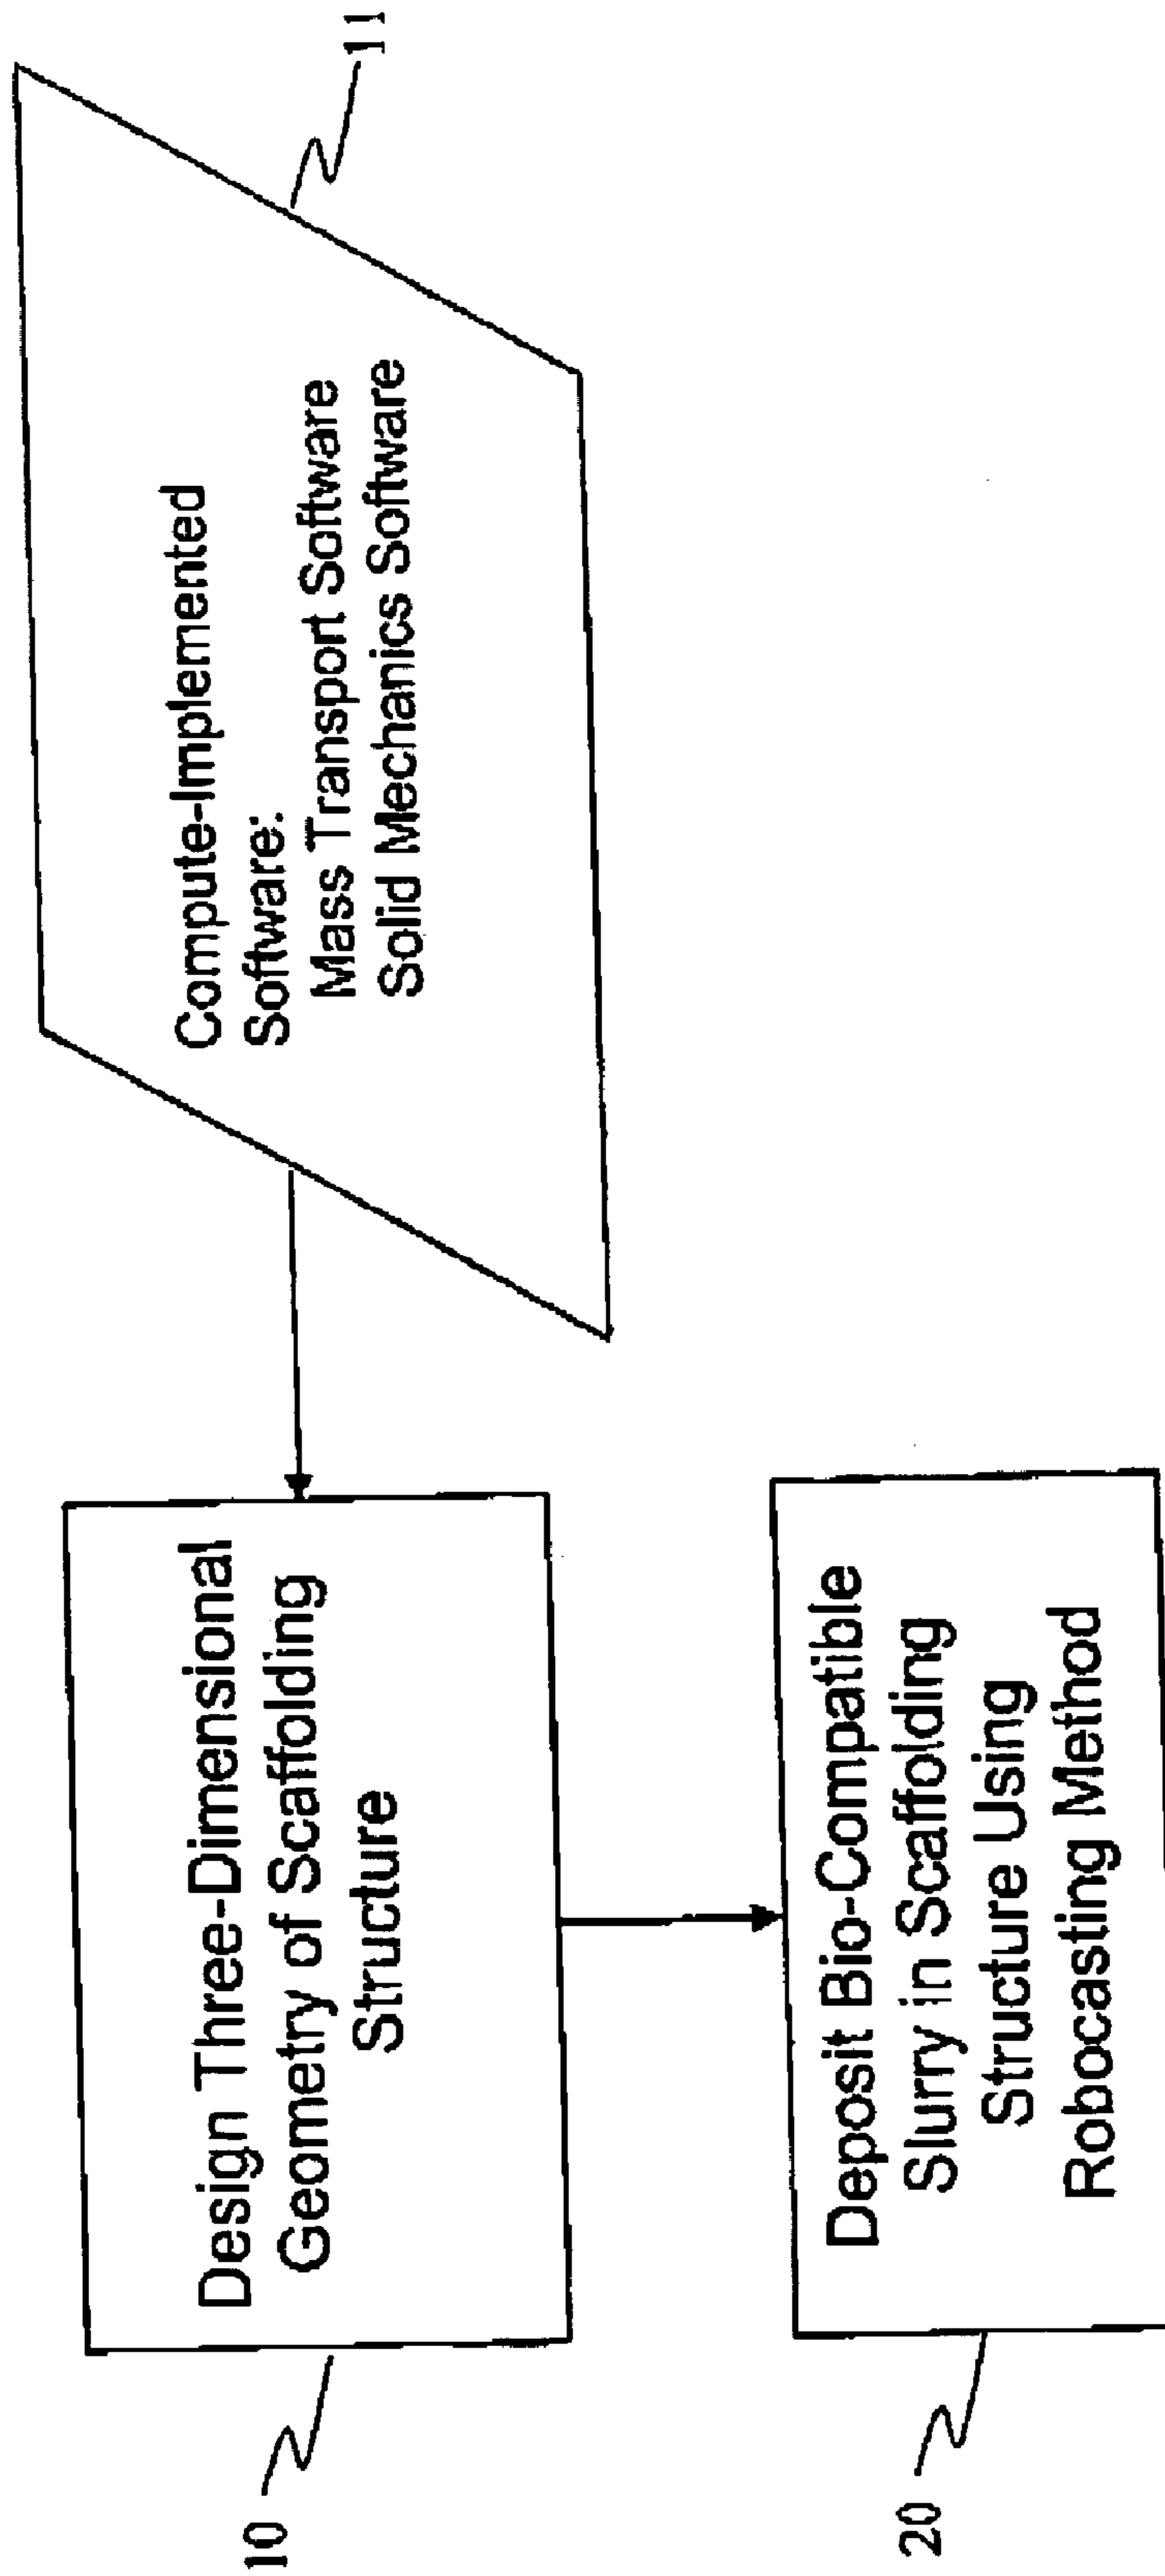 10
Design Three-Dimensional
Geometry of Scaffolding
Structure
Compute-Implemented
Software:
Mass Transport Software
Solid Mechanics Software
11
20
Deposit Bio-Compatible
Slurry in Scaffolding
Structure Using
Robocasting Method